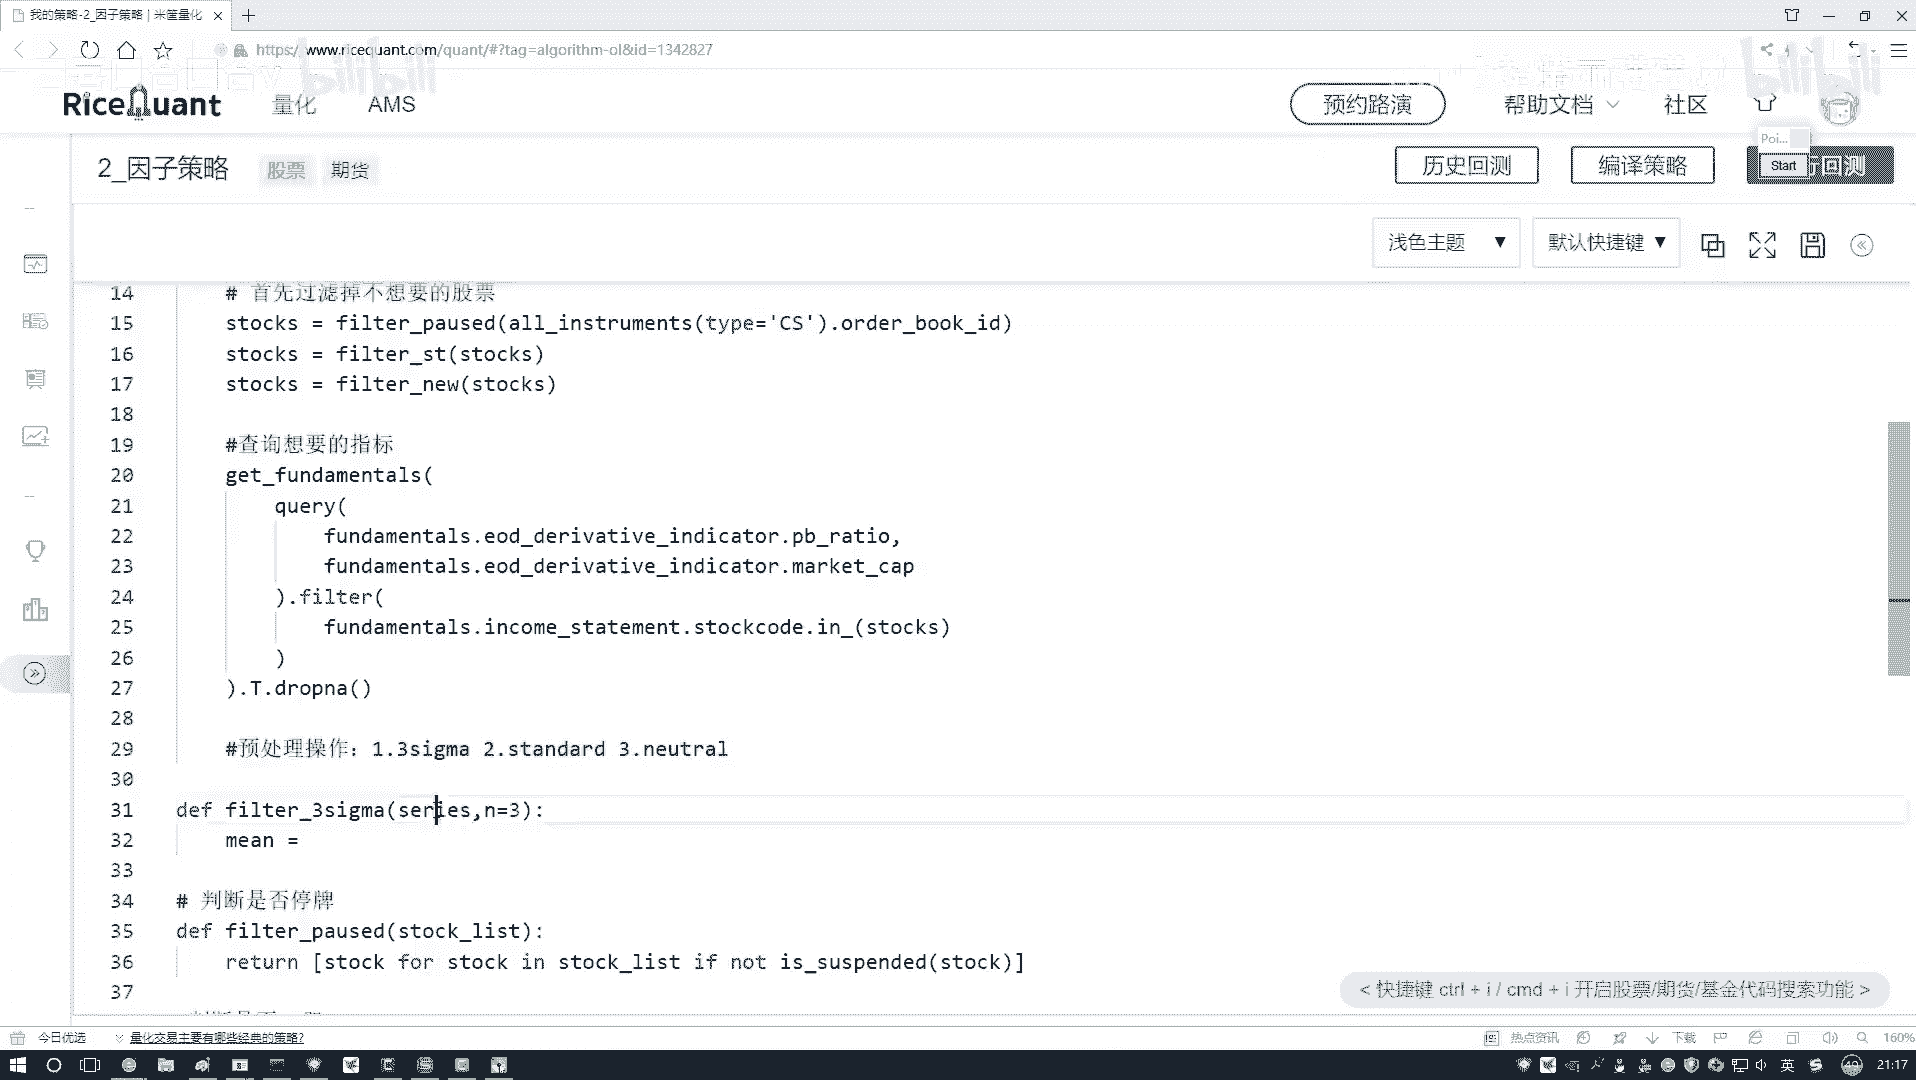 我的策略-2_因子策略 | 米筐量化
https://www.ricequant.com/quant/#?tag=algorithm-ol&id=1342827
bilibili
bilibili
RiceQuant 量化 AMS 预约路演 帮助文档 社区
Poi...
2_因子策略 股票 期货 历史回测 编译策略 Start 回测
浅色主题 ▼ 默认快捷键 ▼
14 # 首先过滤掉不想要的股票
15 stocks = filter_paused(all_instruments(type='CS').order_book_id)
16 stocks = filter_st(stocks)
17 stocks = filter_new(stocks)
18
19 #查询想要的指标
20 get_fundamentals(
21 query(
22 fundamentals.eod_derivative_indicator.pb_ratio,
23 fundamentals.eod_derivative_indicator.market_cap
24 ).filter(
25 fundamentals.income_statement.stockcode.in_(stocks)
26 )
27 ).T.dropna()
28
29 #预处理操作：1.3sigma 2.standard 3.neutral
30
31 def filter_3sigma(series,n=3):
32 mean =
33
34 # 判断是否停牌
35 def filter_paused(stock_list):
36 return [stock for stock in stock_list if not is_suspended(stock)]
37
< 快捷键 ctrl + i / cmd + i 开启股票/期货/基金代码搜索功能 >
今日优选 量化交易主要有哪些经典的策略? 热点资讯 下载 160%
英 21:17